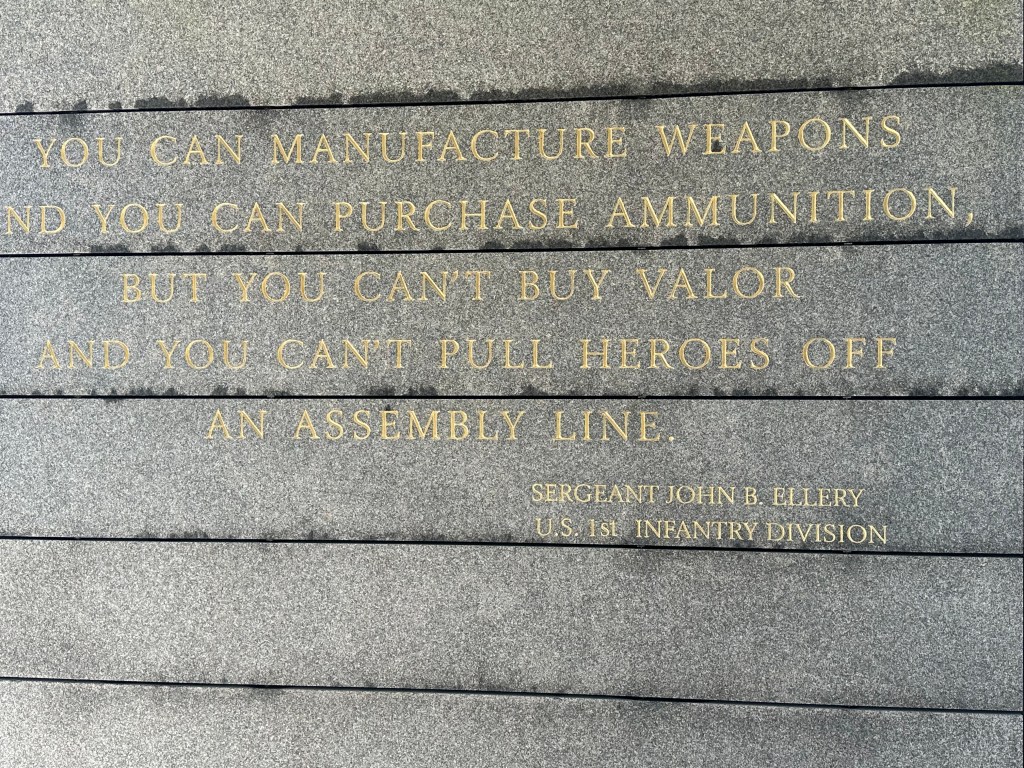 YOU CAN MANUFACTURE WEAPONS
ND YOU CAN PURCHASE AMMUNITION,
BUT YOU CAN'T BUY VALOR
AND YOU CAN'T PULL HEROES OFF
AN ASSEMBLY LINE.
SERGEANT JOHN B. ELLERY
U.S. 1st INFANTRY DIVISION